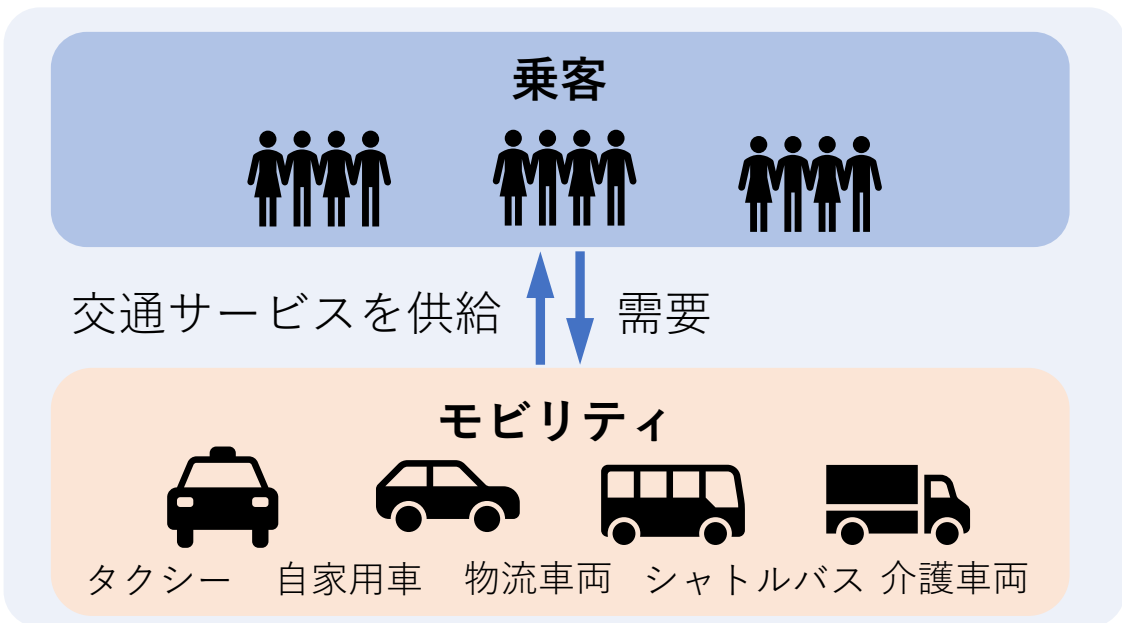 乗客
交通サービスを供給 需要
モビリティ
タクシー 自家用車 物流車両 シャトルバス 介護車両